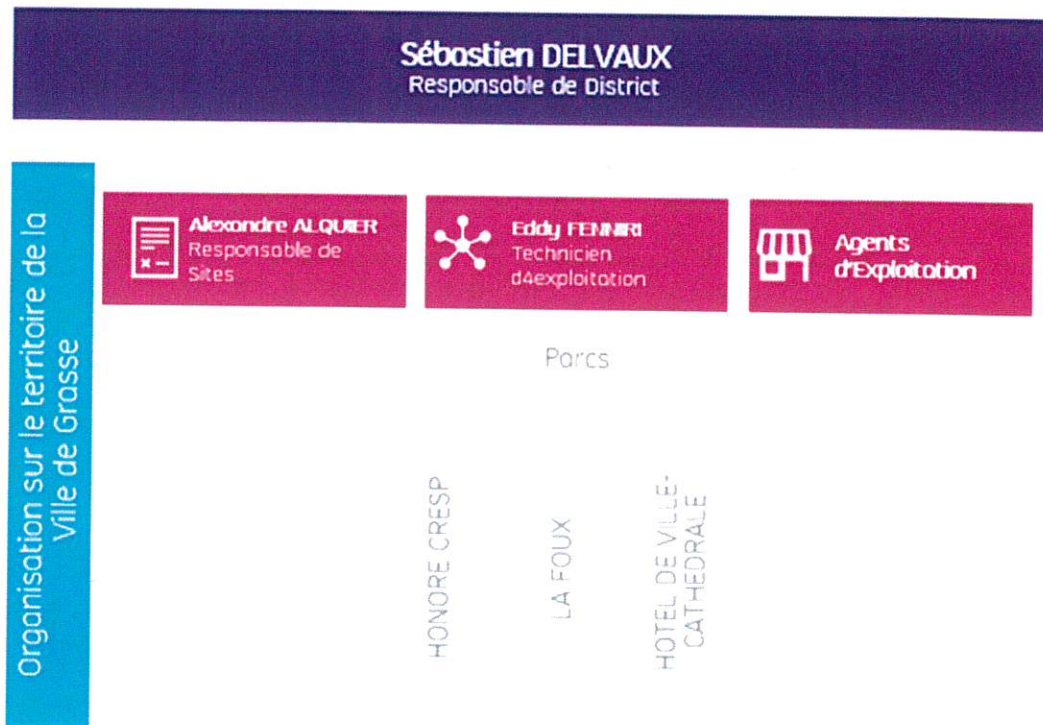 Sébastien DELVAUX
Responsable de District
Organisation sur le territoire de la
Ville de Grasse
Alexandre ALQUIER
Responsable de
Sites
Eddy FENNIRI
Technicien
d4exploitation
Agents
d'Exploitation
Parcs
HONORE CRESP
LA FOUX
HOTEL DE VILLE-
CATHEDRALE